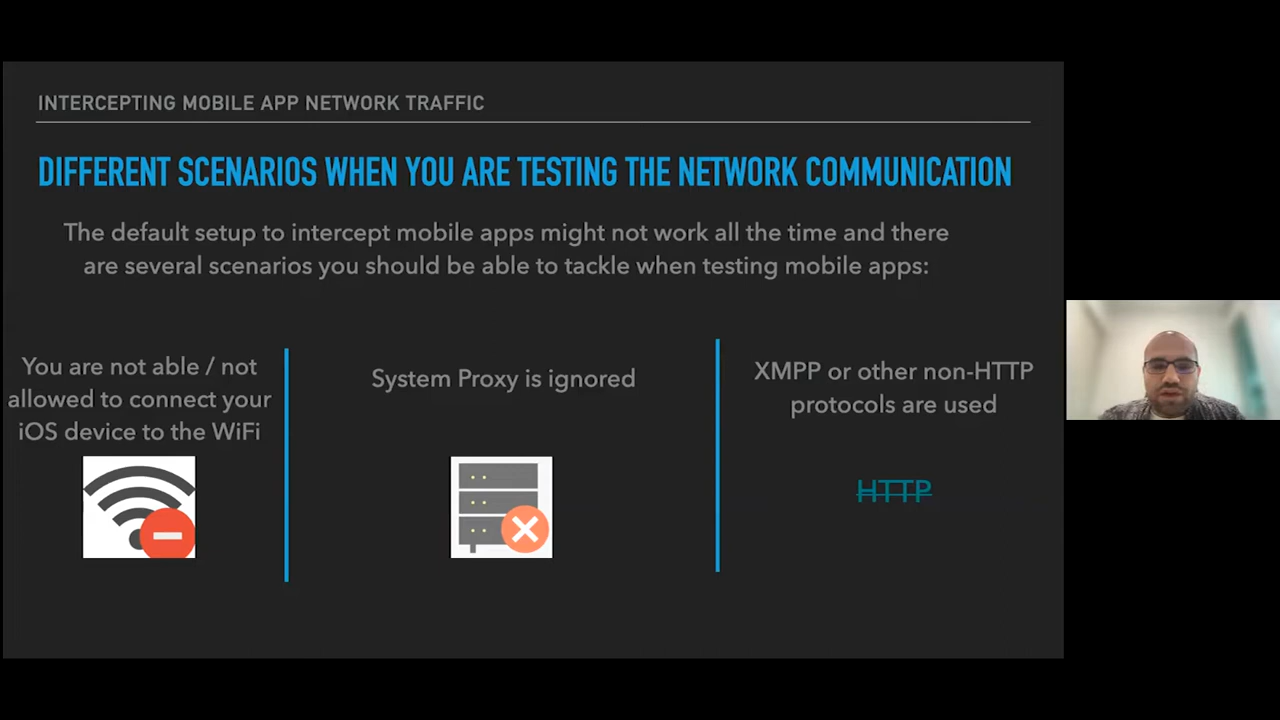 INTERCEPTING MOBILE APP NETWORK TRAFFIC
DIFFERENT SCENARIOS WHEN YOU ARE TESTING THE NETWORK COMMUNICATION
The default setup to intercept mobile apps might not work all the time and there
are several scenarios you should be able to tackle when testing mobile apps:
You are not able / not
allowed to connect your
iOS device to the WiFi
System Proxy is ignored
XMPP or other non-HTTP
protocols are used
HTTP